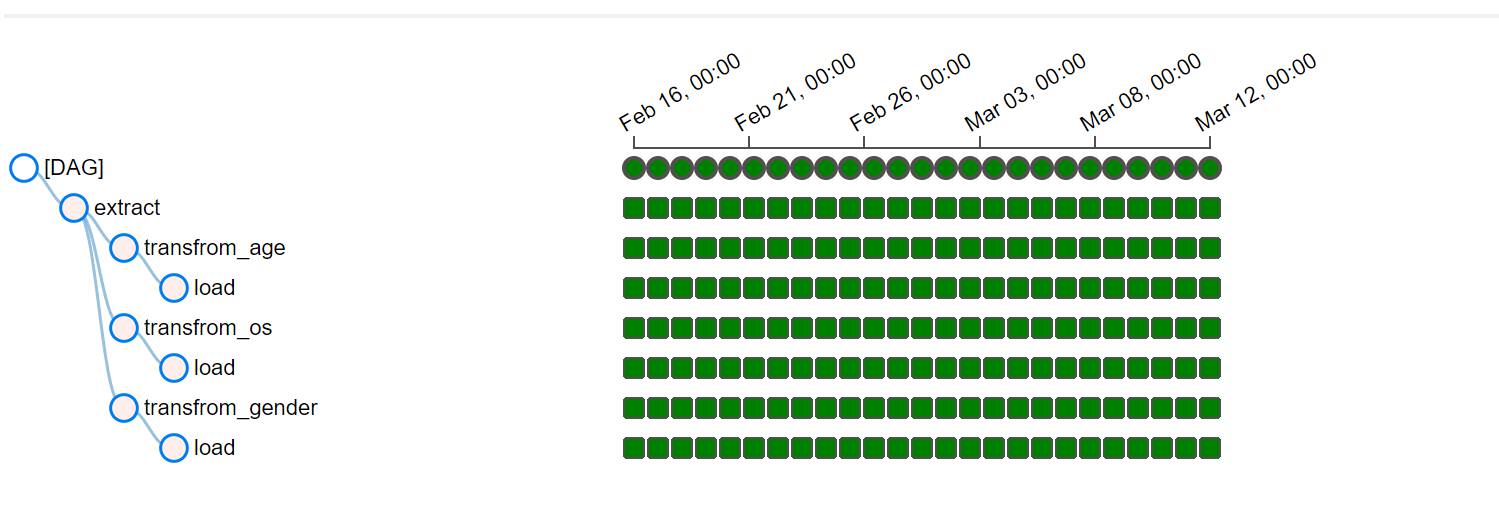 Feb 16, 00:00
Feb 21, 00:00
Feb 26, 00:00
Mar 03, 00:00
Mar 08, 00:00
Mar 12, 00:00
[DAG]
extract
transfrom_age
load
transfrom_os
load
transfrom_gender
load